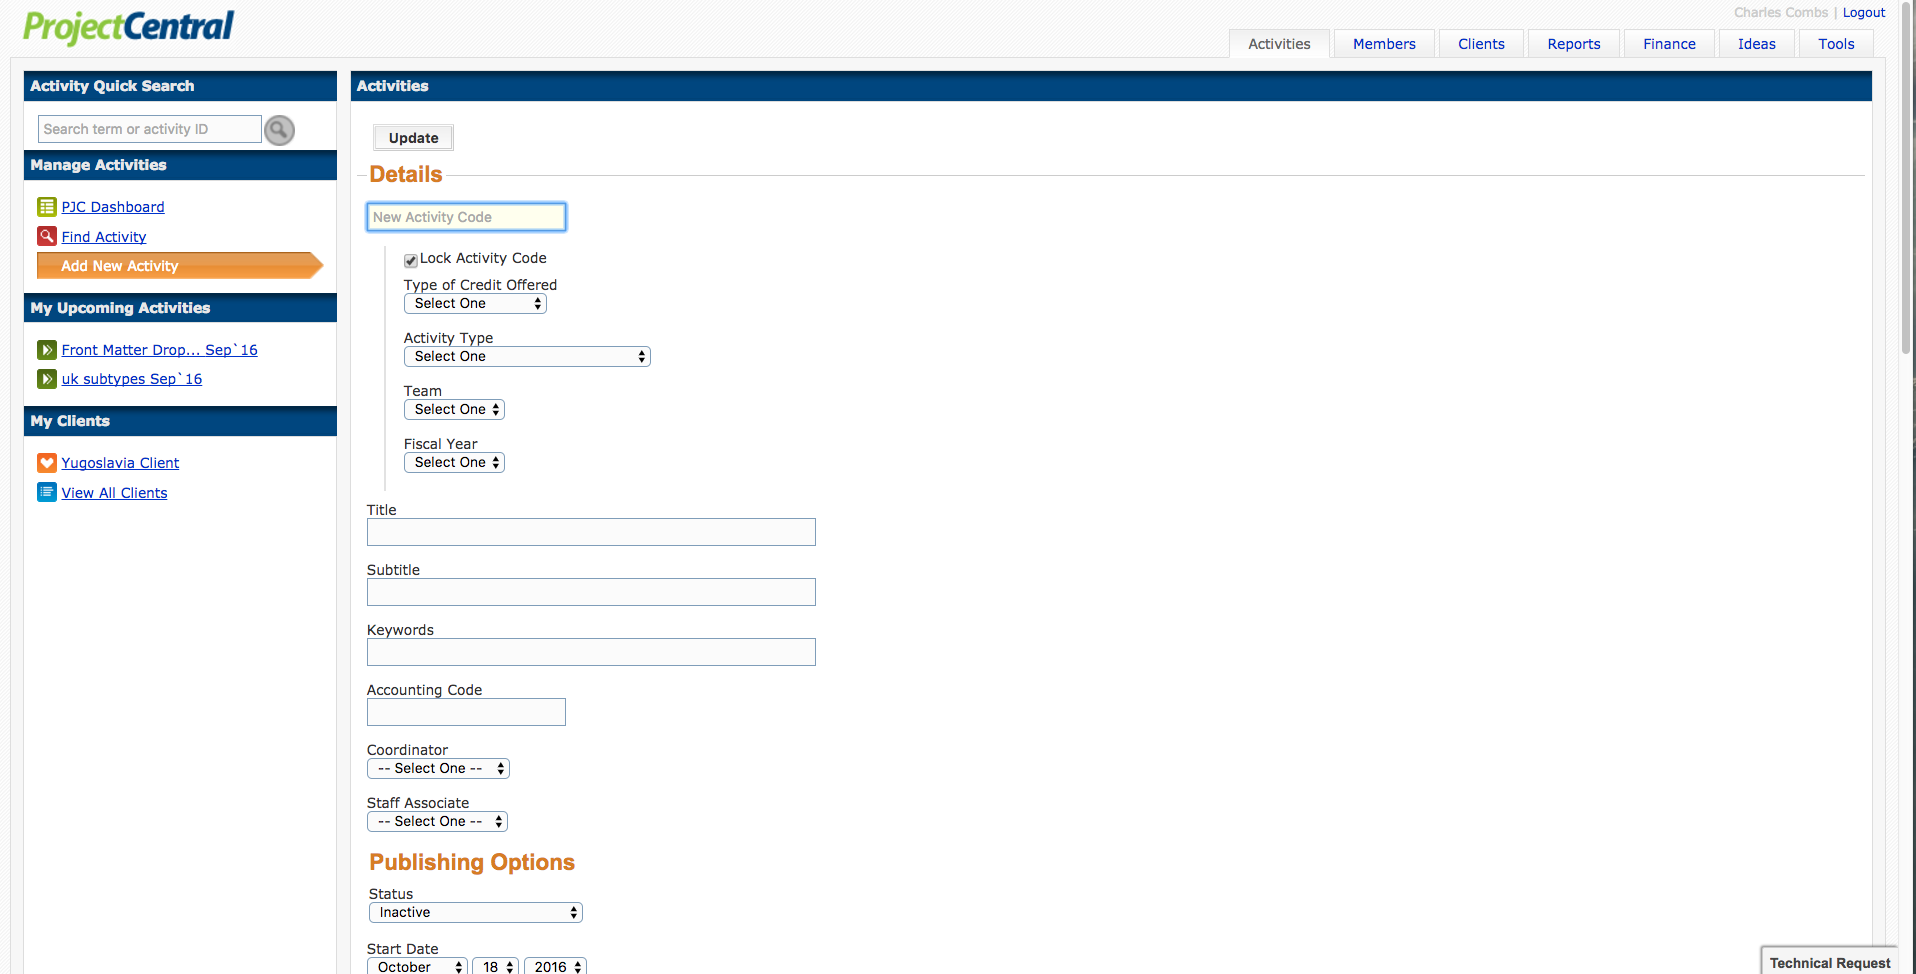 ProjectCentral
Charles Combs | Logout
Activities
Members
Clients
Reports
Finance
Ideas
Tools
Activity Quick Search
Search term or activity ID
Manage Activities
PJC Dashboard
Find Activity
Add New Activity
My Upcoming Activities
Front Matter Drop... Sep`16
uk subtypes Sep`16
My Clients
Yugoslavia Client
View All Clients
Activities
Update
Details
New Activity Code
Lock Activity Code
Type of Credit Offered
Select One
Activity Type
Select One
Team
Select One
Fiscal Year
Select One
Title
Subtitle
Keywords
Accounting Code
Coordinator
-- Select One --
Staff Associate
-- Select One --
Publishing Options
Status
Inactive
Start Date
October 18 2016
Technical Request